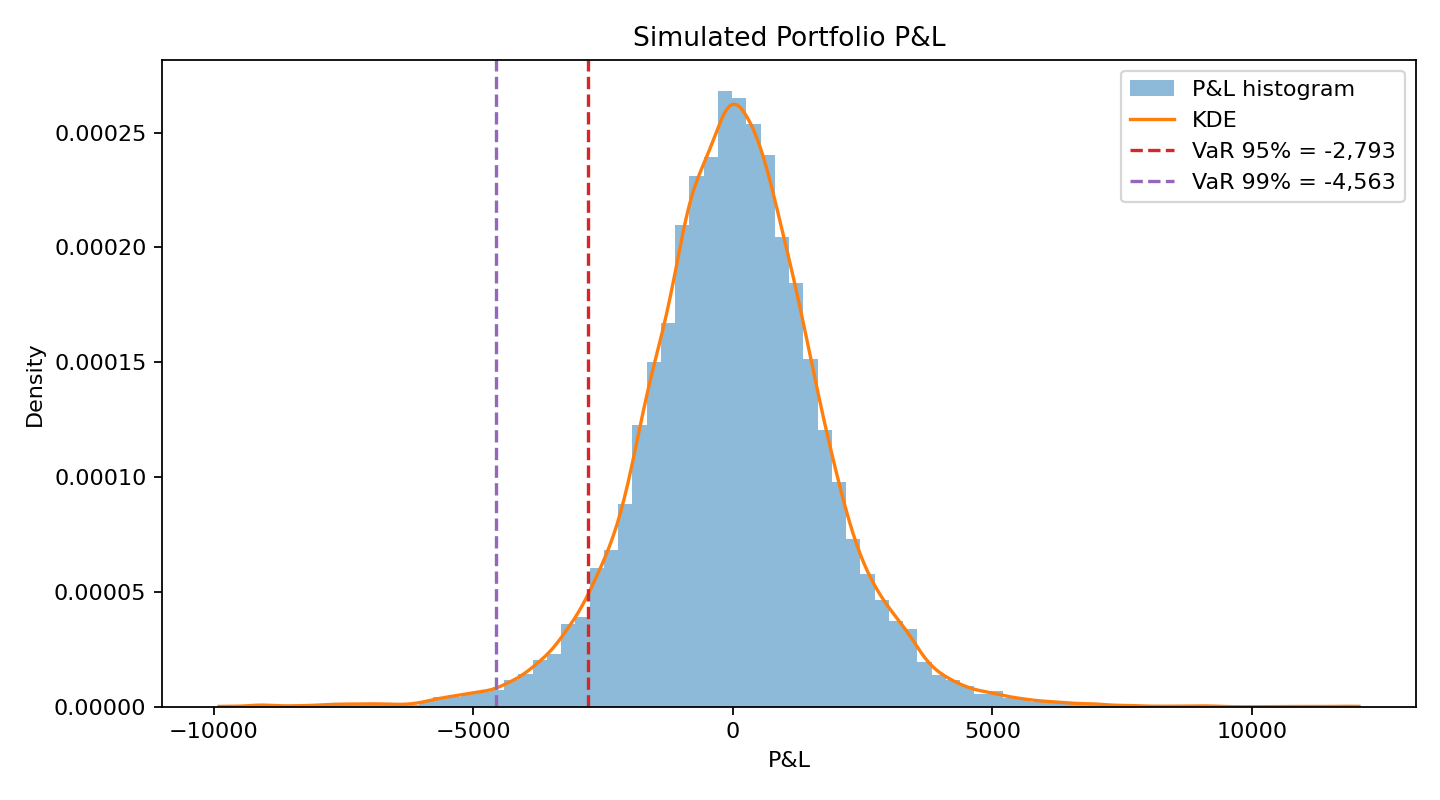 Simulated Portfolio P&L
P&L histogram
KDE
VaR 95% = -2,793
VaR 99% = -4,563
Density
0.00025
0.00020
0.00015
0.00010
0.00005
0.00000
−10000
−5000
0
5000
10000
P&L